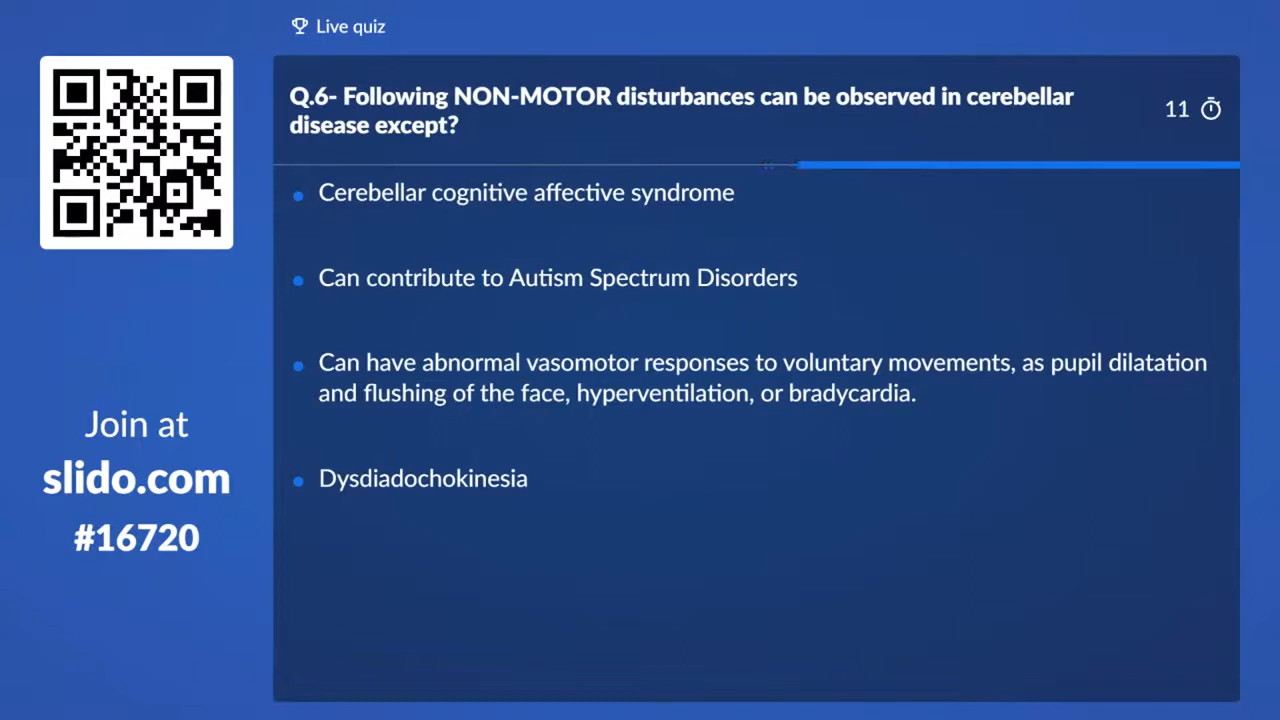 Live quiz
Q.6- Following NON-MOTOR disturbances can be observed in cerebellar
disease except?
11
Cerebellar cognitive affective syndrome
Can contribute to Autism Spectrum Disorders
Can have abnormal vasomotor responses to voluntary movements, as pupil dilatation
and flushing of the face, hyperventilation, or bradycardia.
Dysdiadochokinesia
Join at
slido.com
#16720